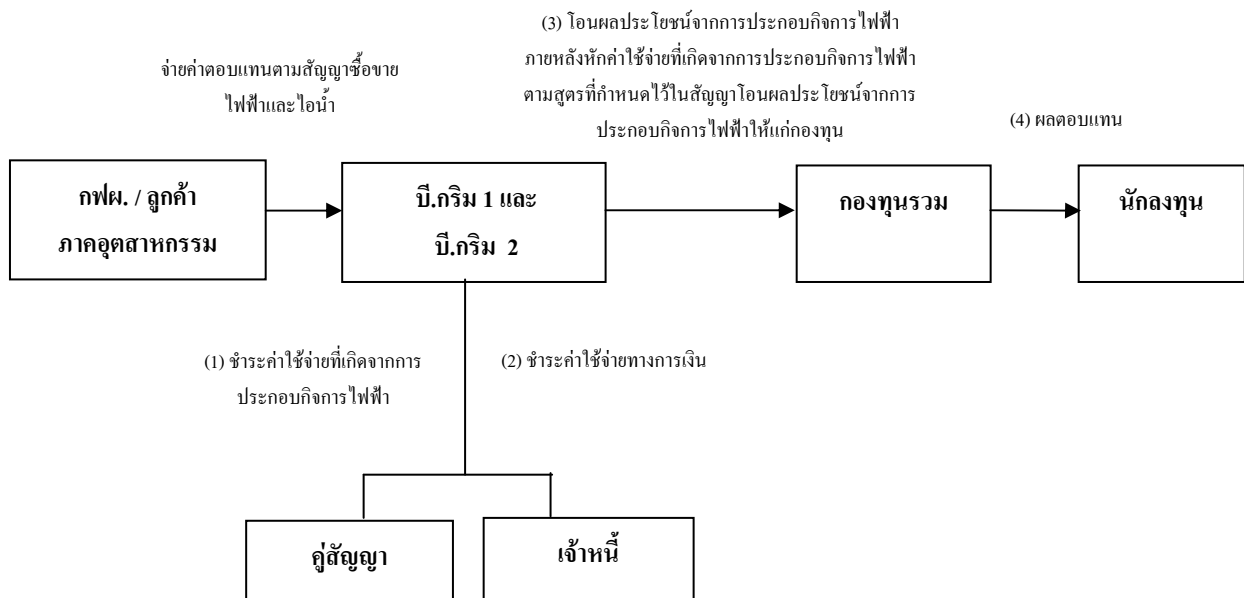 (3) โอนผลประโยชน์จากการประกอบกิจการไฟฟ้า
ภายหลังหักค่าใช้จ่ายที่เกิดจากการประกอบกิจการไฟฟ้า
ตามสูตรที่กำหนดไว้ในสัญญาโอนผลประโยชน์จากการ
ประกอบกิจการไฟฟ้าให้แก่กองทุน
จ่ายค่าตอบแทนตามสัญญาซื้อขาย
ไฟฟ้าและไอน้ำ
(4) ผลตอบแทน
กฟผ. / ลูกค้า
ภาคอุตสาหกรรม
บี.กริม 1 และ
บี.กริม 2
กองทุนรวม
นักลงทุน
(1) ชำระค่าใช้จ่ายที่เกิดจากการ
ประกอบกิจการไฟฟ้า
(2) ชำระค่าใช้จ่ายทางการเงิน
คู่สัญญา
เจ้าหนี้